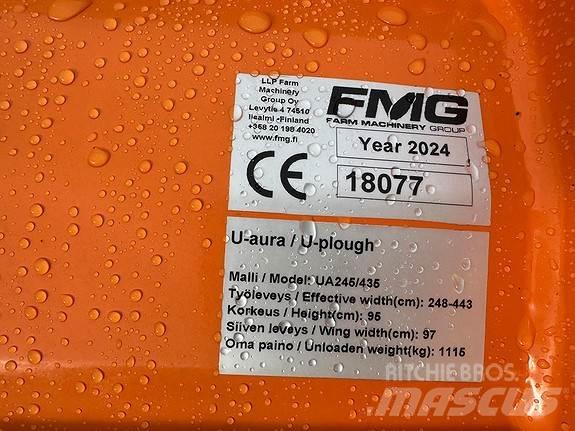 LLP Farm
Machinery
Group Oy
Levytie 4 74510
Iisalmi -Finland
+358 20 198 4020
www.fmg.fi
FMG
FARM MACHINERY GROUP
Year 2024
CE
18077
U-aura / U-plough
Malli / Model: UA245/435
Työleveys / Effective width(cm): 248-443
Korkeus / Height(cm): 95
Siiven leveys / Wing width(cm): 97
Oma paino / Unloaden weight(kg): 1115
RITCHIE BROS.
MASCUS